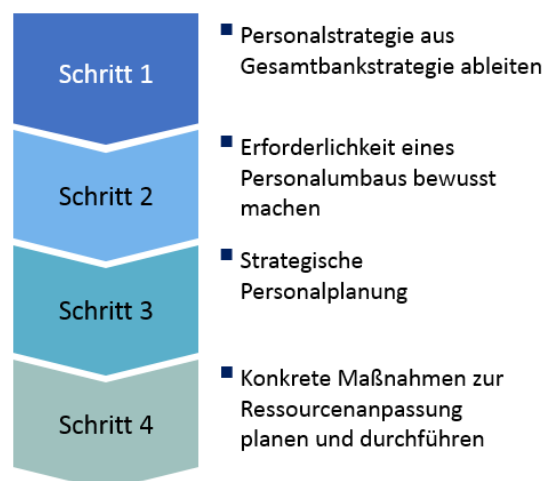 Schritt 1
▪ Personalstrategie aus
Gesamtbankstrategie ableiten
Schritt 2
▪ Erforderlichkeit eines
Personalumbaus bewusst
machen
Schritt 3
▪ Strategische
Personalplanung
Schritt 4
▪ Konkrete Maßnahmen zur
Ressourcenanpassung
planen und durchführen